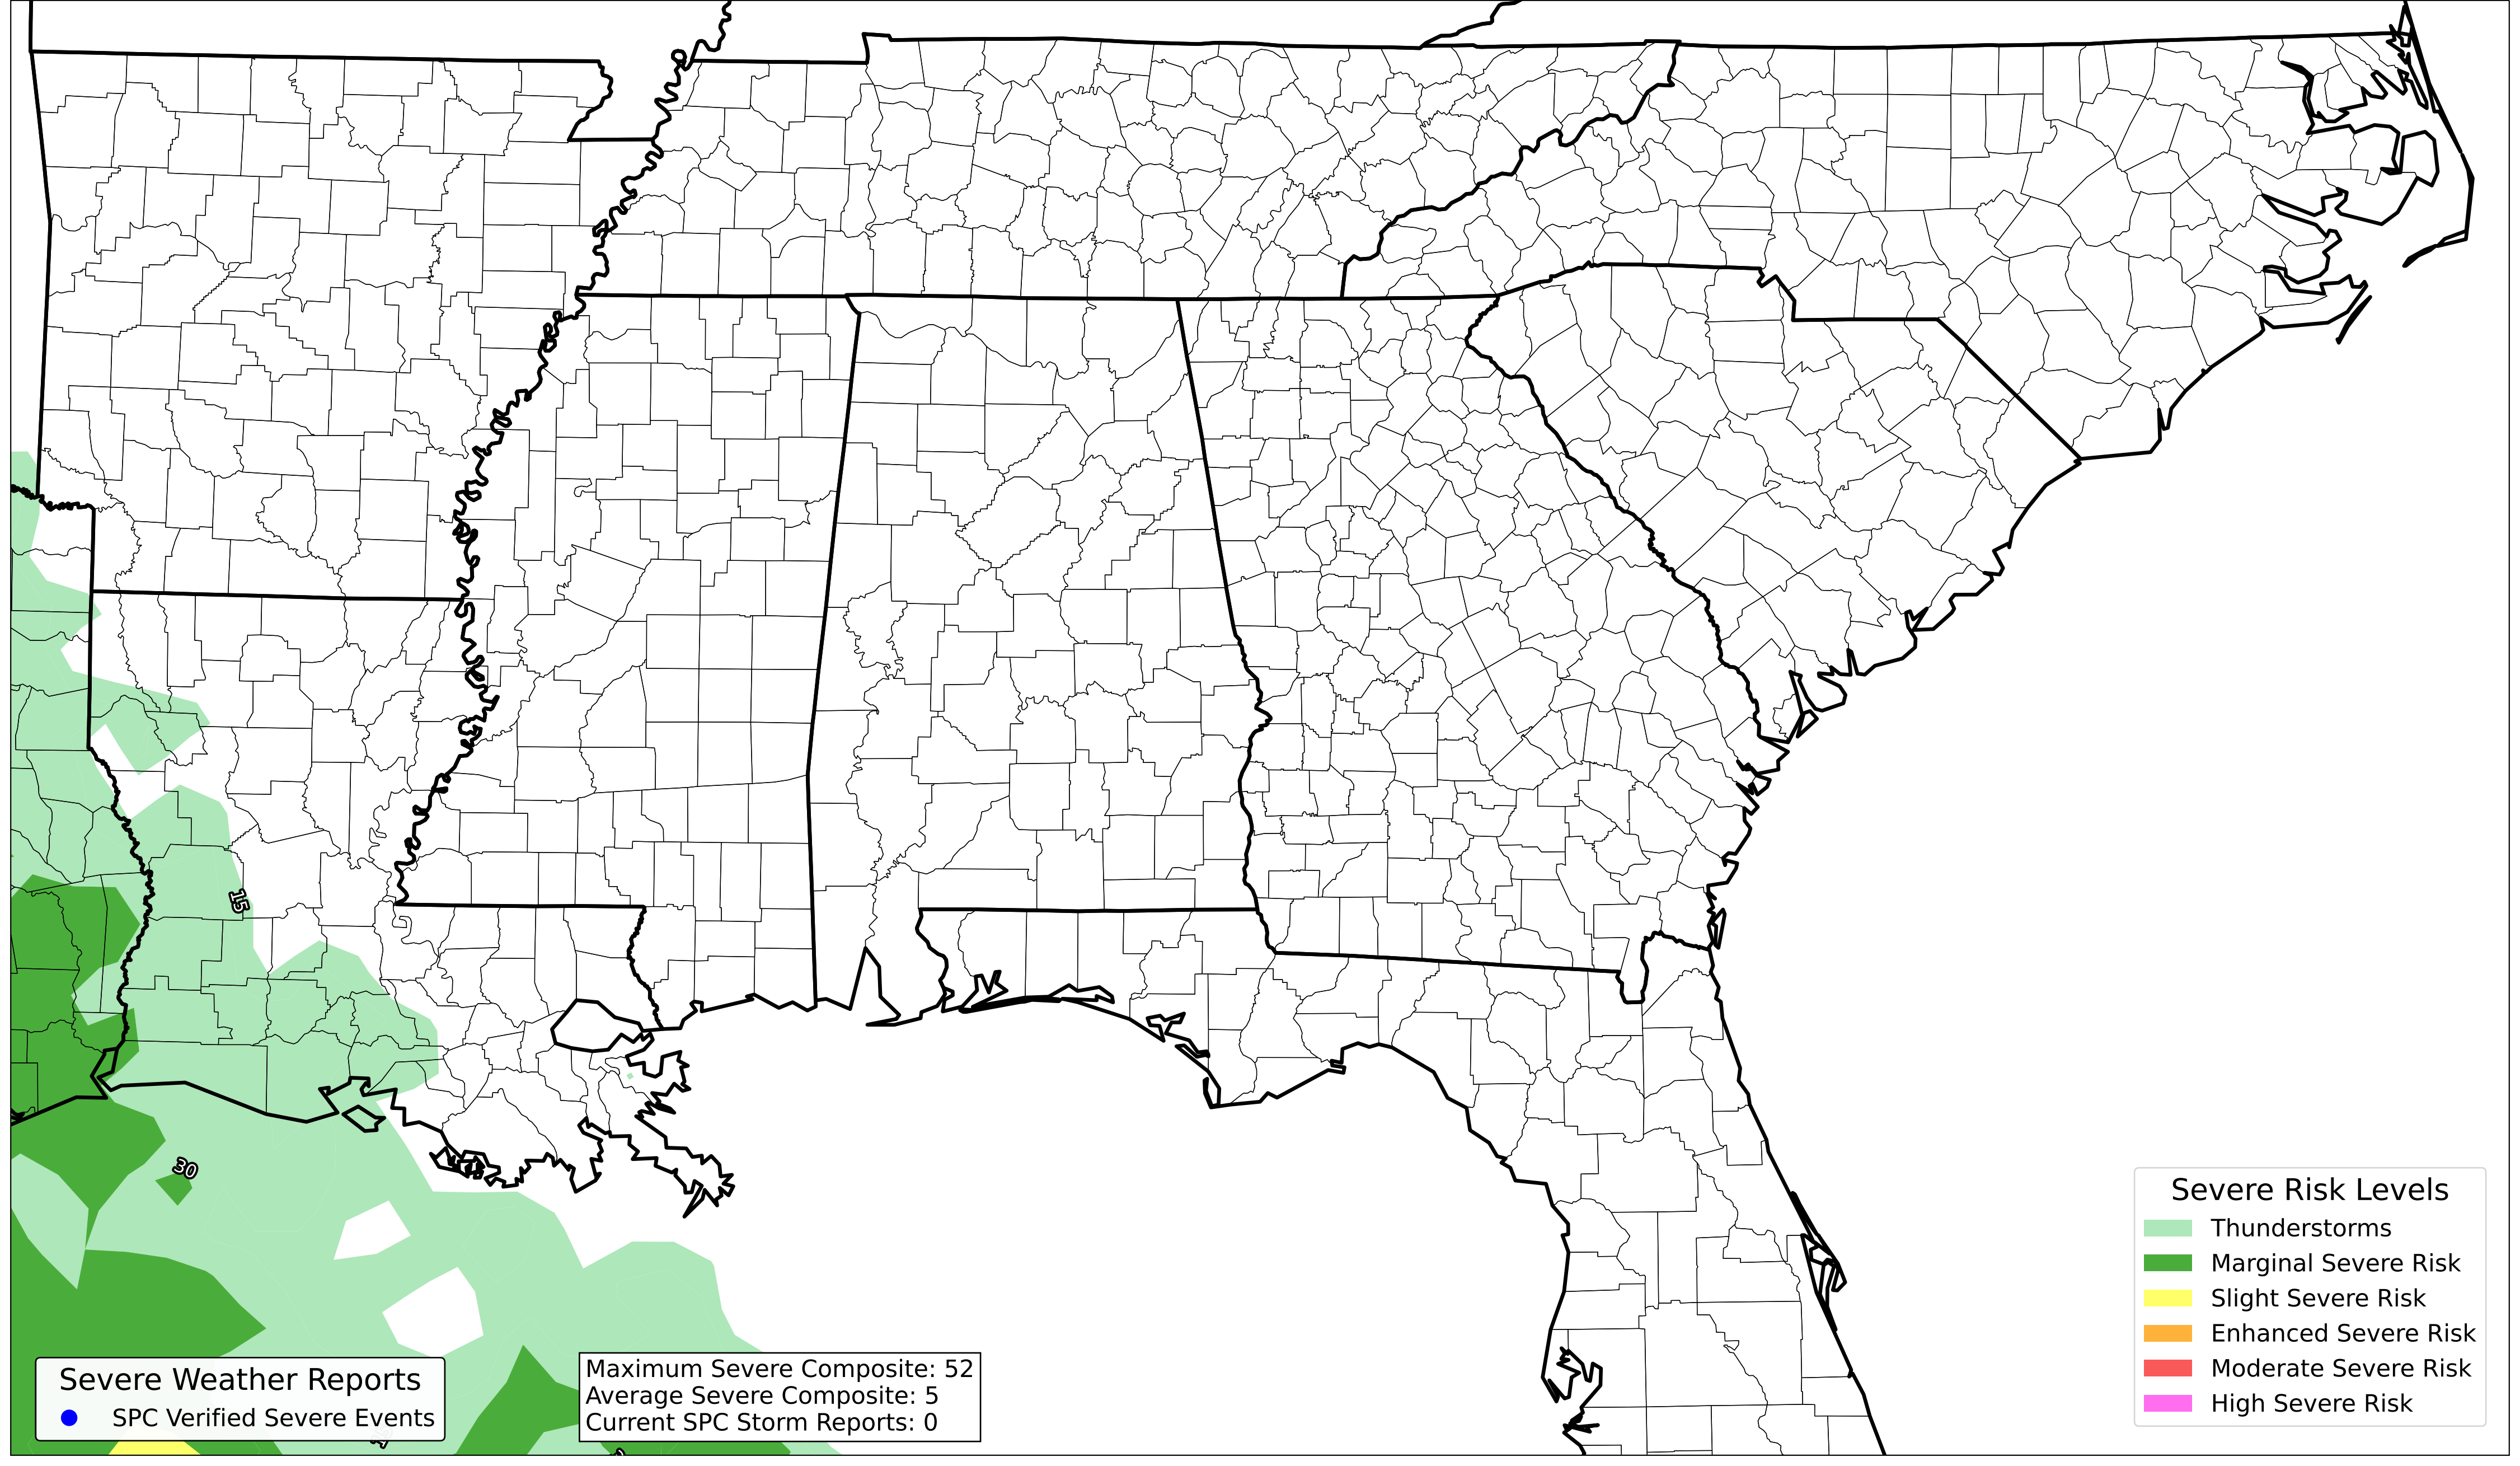 15
30
Severe Risk Levels
Thunderstorms
Marginal Severe Risk
Slight Severe Risk
Enhanced Severe Risk
Moderate Severe Risk
High Severe Risk
Severe Weather Reports
SPC Verified Severe Events
Maximum Severe Composite: 52
Average Severe Composite: 5
Current SPC Storm Reports: 0